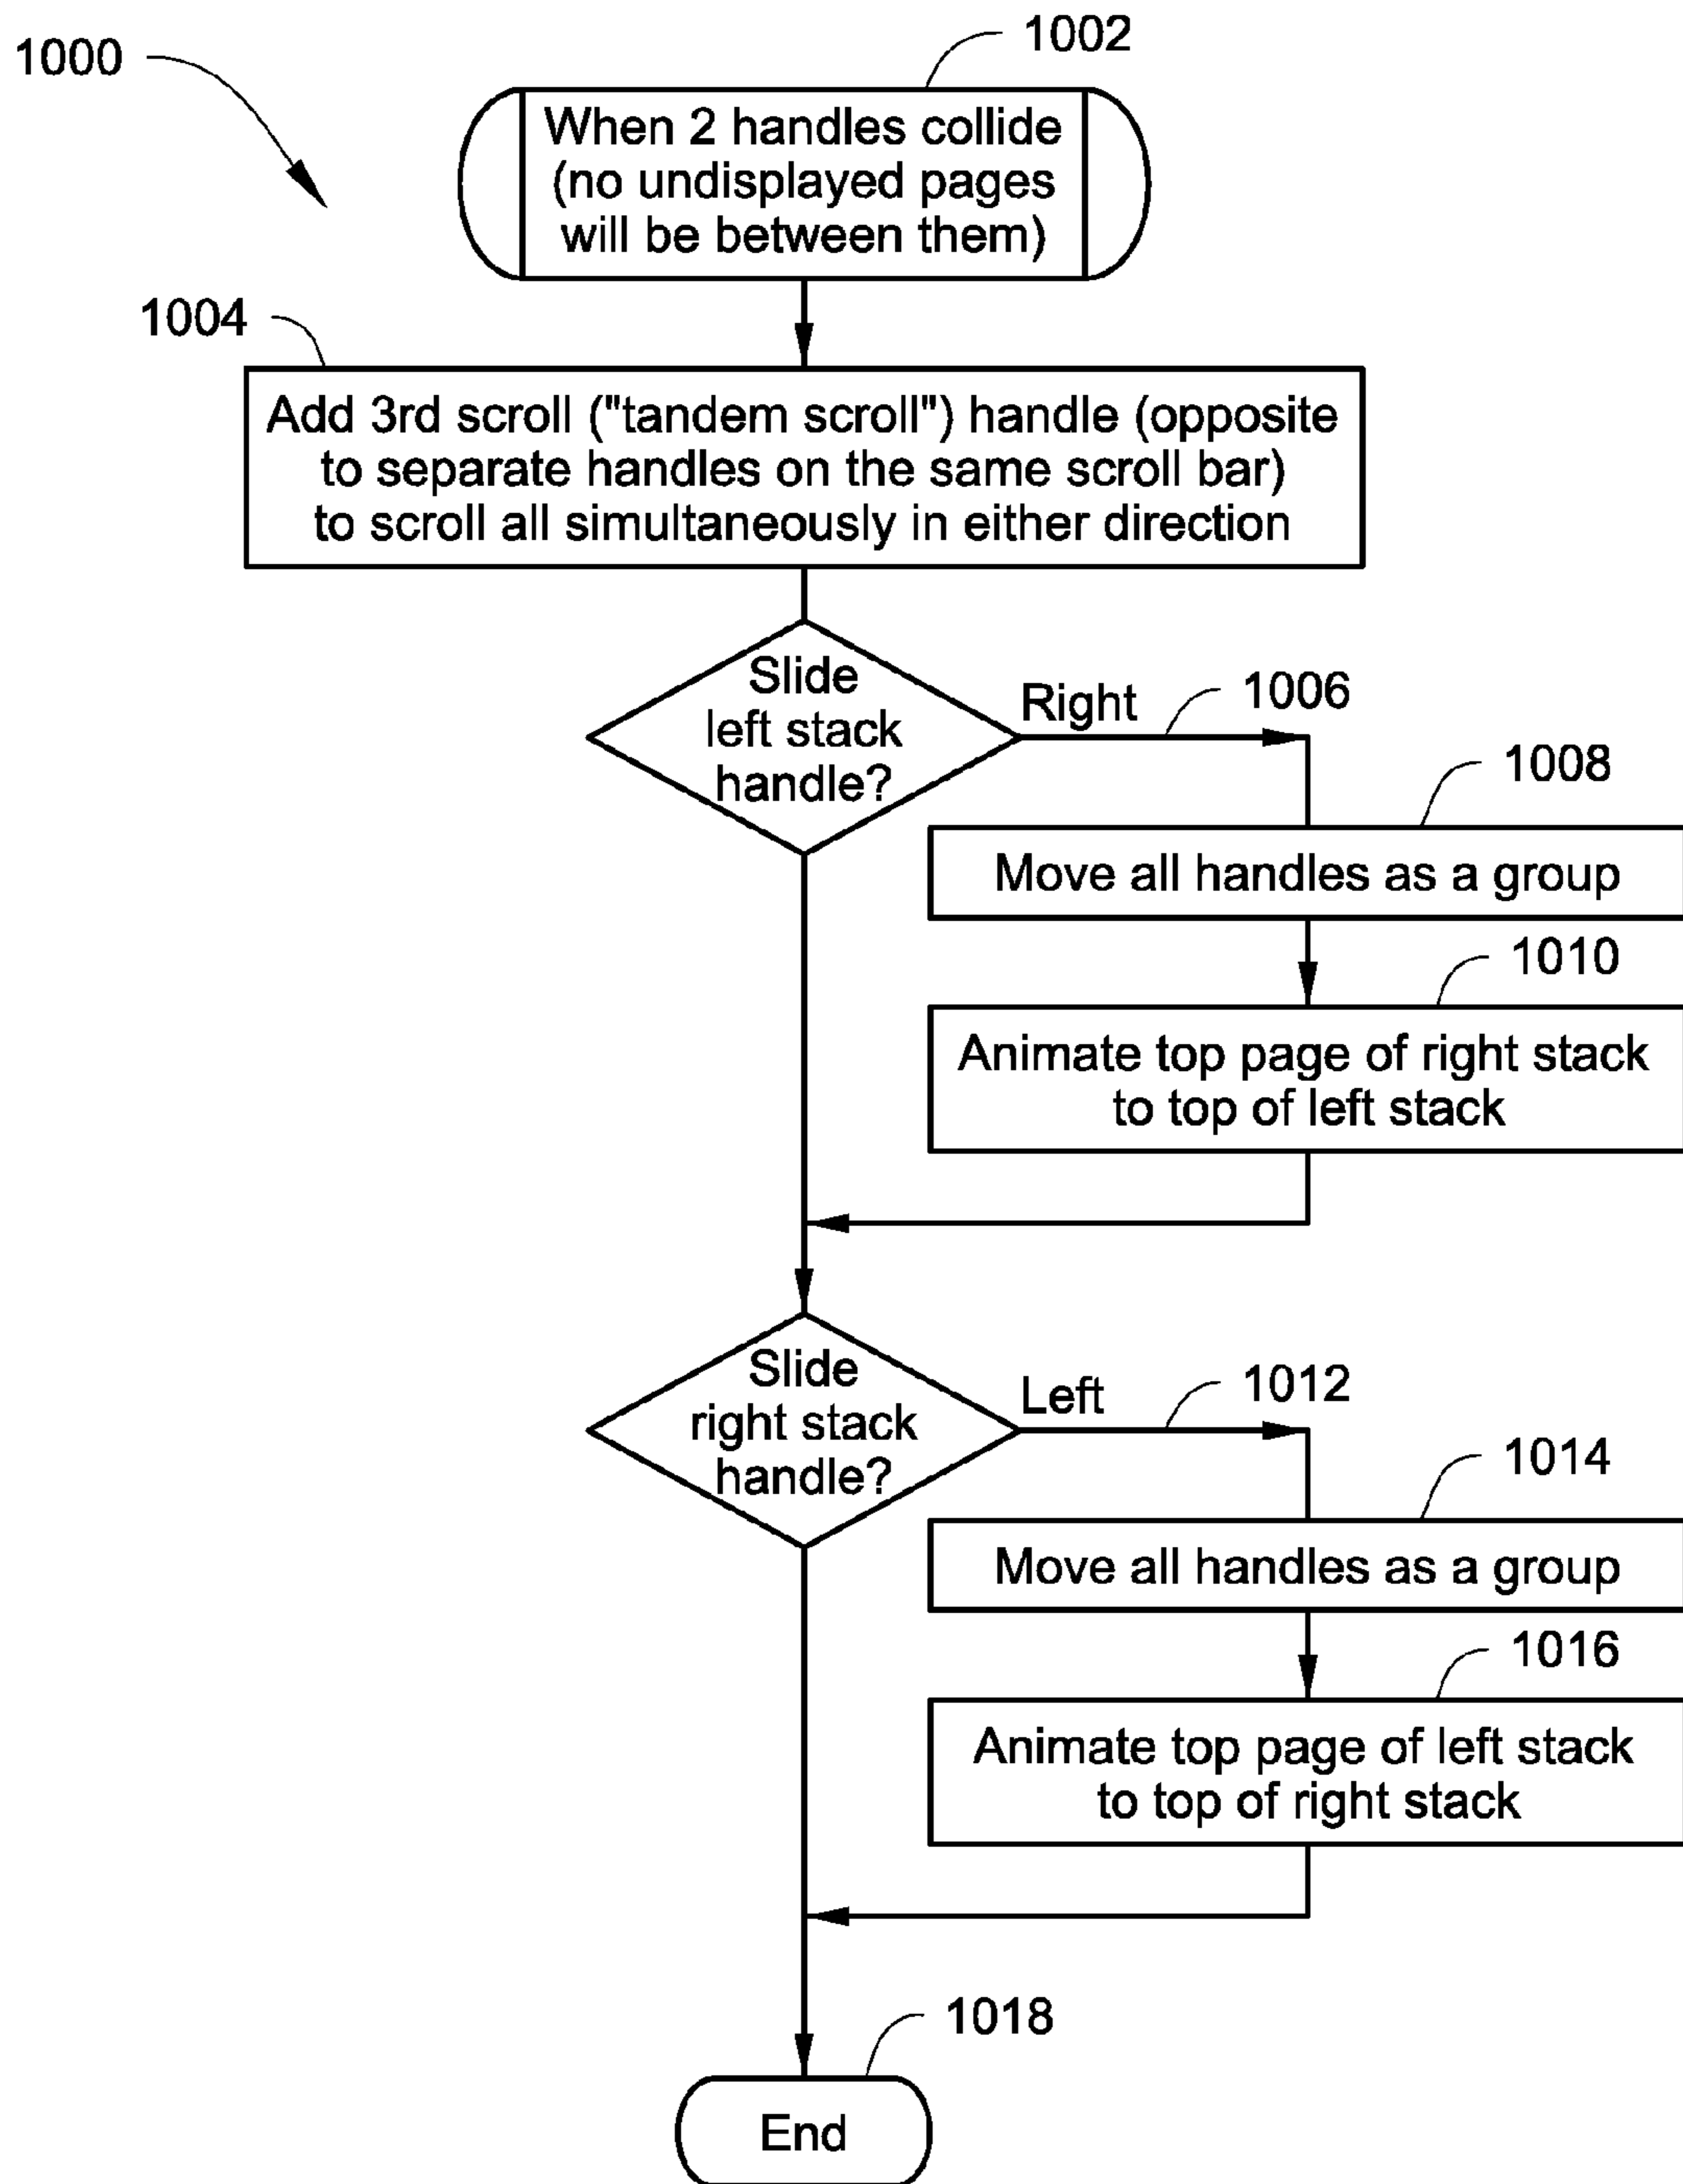 1000
1002
When 2 handles collide
(no undisplayed pages
will be between them)
1004
Add 3rd scroll ("tandem scroll") handle (opposite
to separate handles on the same scroll bar)
to scroll all simultaneously in either direction
Slide
left stack
handle?
Right
1006
1008
Move all handles as a group
1010
Animate top page of right stack
to top of left stack
Slide
right stack
handle?
Left
1012
1014
Move all handles as a group
1016
Animate top page of left stack
to top of right stack
1018
End